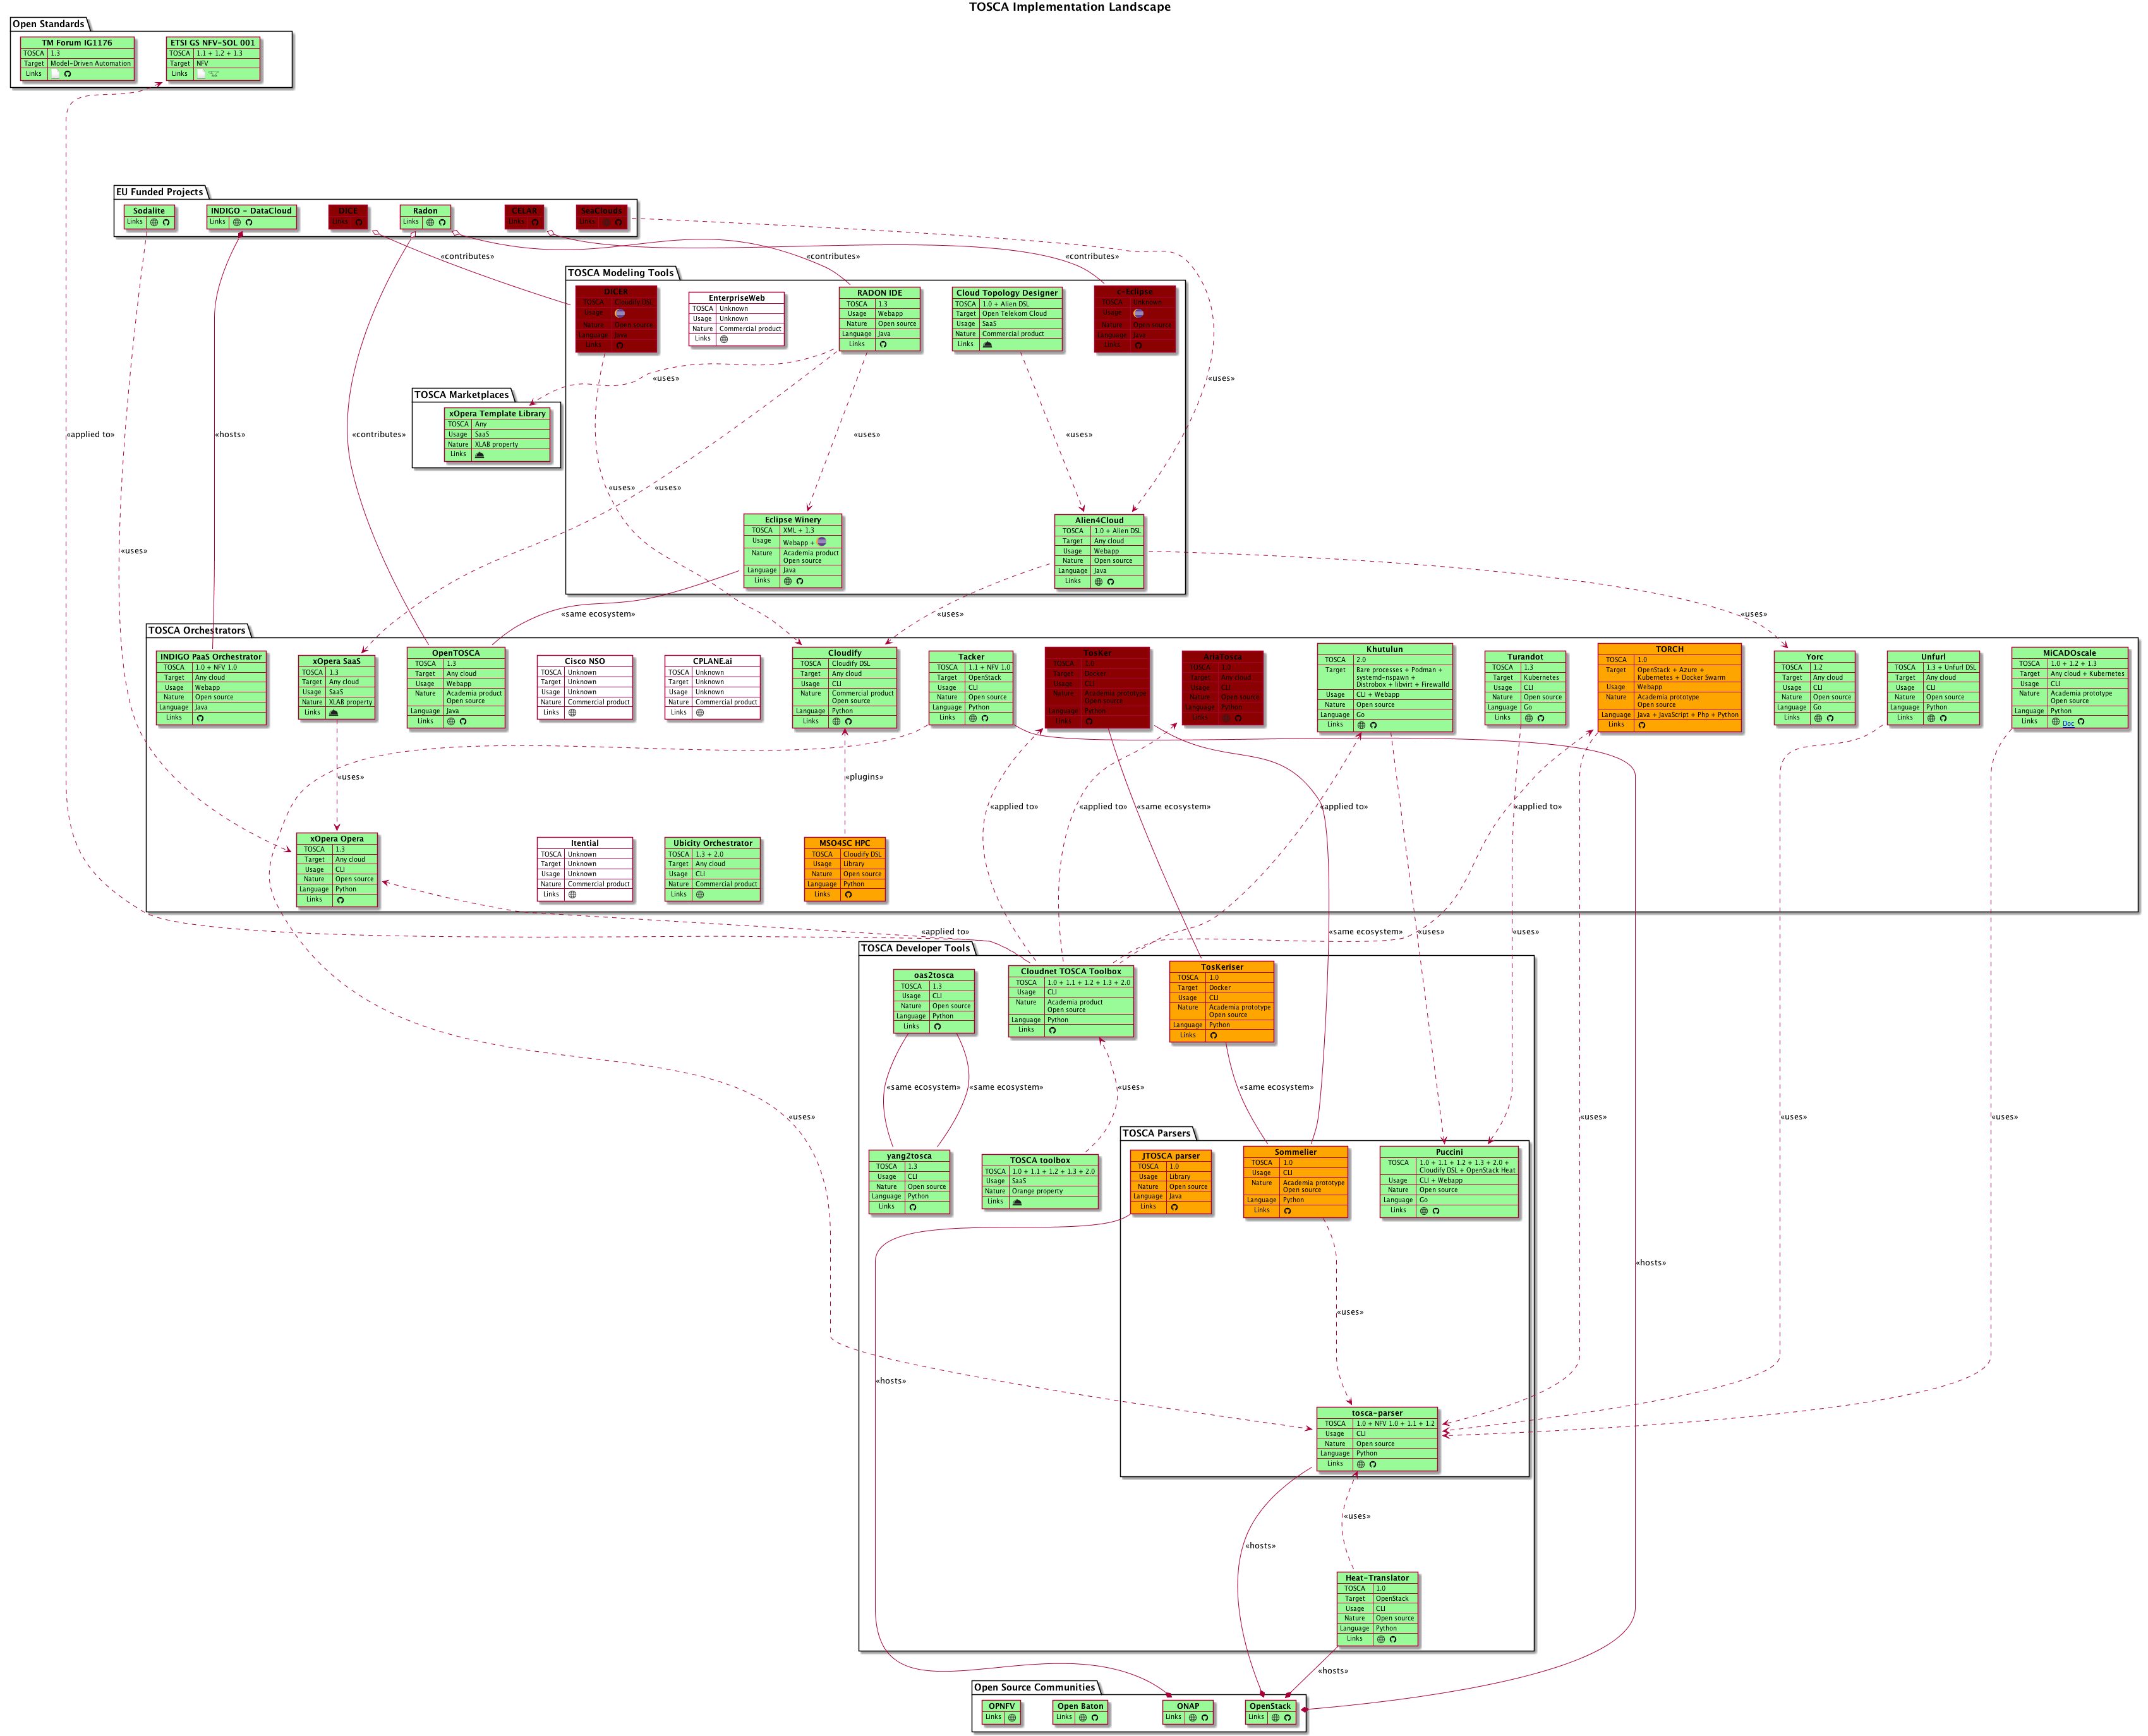 TOSCA Implementation Landscape
Open Standards
TM Forum IG1176
TOSCA 1.3
Target Model-Driven Automation
Links
ETSI GS NFV-SOL 001
TOSCA 1.1 + 1.2 + 1.3
Target NFV
Links
EU Funded Projects
Sodalite
Links
INDIGO - DataCloud
Links
DICE
Links
Radon
Links
CELAR
Links
SeaClouds
Links
«contributes»
«contributes»
«contributes»
TOSCA Modeling Tools
DICER
TOSCA Cloudify DSL
Usage
Nature Open source
Language Java
Links
EnterpriseWeb
TOSCA Unknown
Usage Unknown
Nature Commercial product
Links
RADON IDE
TOSCA 1.3
Usage Webapp
Nature Open source
Language Java
Links
Cloud Topology Designer
TOSCA 1.0 + Alien DSL
Target Open Telekom Cloud
Usage SaaS
Nature Commercial product
Links
c-Eclipse
TOSCA Unknown
Usage
Nature Open source
Language Java
Links
«uses»
«uses»
TOSCA Marketplaces
xOpera Template Library
TOSCA Any
Usage SaaS
Nature XLAB property
Links
«applied to»
«hosts»
«contributes»
«uses»
«uses»
«uses»
«uses»
«uses»
Eclipse Winery
TOSCA XML + 1.3
Usage Webapp +
Nature Academia product
Open source
Language Java
Links
Alien4Cloud
TOSCA 1.0 + Alien DSL
Target Any cloud
Usage Webapp
Nature Open source
Language Java
Links
«same ecosystem»
«uses»
«uses»
TOSCA Orchestrators
INDIGO PaaS Orchestrator
TOSCA 1.0 + NFV 1.0
Target Any cloud
Usage Webapp
Nature Open source
Language Java
Links
xOpera SaaS
TOSCA 1.3
Target Any cloud
Usage SaaS
Nature XLAB property
Links
OpenTOSCA
TOSCA 1.3
Target Any cloud
Usage Webapp
Nature Academia product
Open source
Language Java
Links
Cisco NSO
TOSCA Unknown
Target Unknown
Usage Unknown
Nature Commercial product
Links
CPLANE.ai
TOSCA Unknown
Target Unknown
Usage Unknown
Nature Commercial product
Links
Cloudify
TOSCA Cloudify DSL
Target Any cloud
Usage CLI
Nature Commercial product
Open source
Language Python
Links
Tacker
TOSCA 1.1 + NFV 1.0
Target OpenStack
Usage CLI
Nature Open source
Language Python
Links
TosKer
TOSCA 1.0
Target Docker
Usage CLI
Nature Academia prototype
Open source
Language Python
Links
AriaTosca
TOSCA 1.0
Target Any cloud
Usage CLI
Nature Open source
Language Python
Links
Khutulun
TOSCA 2.0
Target Bare processes + Podman +
systemd-nspawn +
Distrobox + libvirt + Firewalld
Usage CLI + Webapp
Nature Open source
Language Go
Links
Turandot
TOSCA 1.3
Target Kubernetes
Usage CLI
Nature Open source
Language Go
Links
TORCH
TOSCA 1.0
Target OpenStack + Azure +
Kubernetes + Docker Swarm
Usage Webapp
Nature Academia prototype
Open source
Language Java + JavaScript + Php + Python
Links
Yorc
TOSCA 1.2
Target Any cloud
Usage CLI
Nature Open source
Language Go
Links
Unfurl
TOSCA 1.3 + Unfurl DSL
Target Any cloud
Usage CLI
Nature Open source
Language Python
Links
MiCADOscale
TOSCA 1.0 + 1.2 + 1.3
Target Any cloud + Kubernetes
Usage CLI
Nature Academia prototype
Open source
Language Python
Links Doc
«uses»
«plugins»
«applied to»
«same ecosystem»
«applied to»
«applied to»
«applied to»
xOpera Opera
TOSCA 1.3
Target Any cloud
Usage CLI
Nature Open source
Language Python
Links
Itential
TOSCA Unknown
Target Unknown
Usage Unknown
Nature Commercial product
Links
Ubicity Orchestrator
TOSCA 1.3 + 2.0
Target Any cloud
Usage CLI
Nature Commercial product
Links
MSO4SC HPC
TOSCA Cloudify DSL
Usage Library
Nature Open source
Language Python
Links
«applied to»
«same ecosystem»
«uses»
«uses»
TOSCA Developer Tools
oas2tosca
TOSCA 1.3
Usage CLI
Nature Open source
Language Python
Links
Cloudnet TOSCA Toolbox
TOSCA 1.0 + 1.1 + 1.2 + 1.3 + 2.0
Usage CLI
Nature Academia product
Open source
Language Python
Links
TosKeriser
TOSCA 1.0
Target Docker
Usage CLI
Nature Academia prototype
Open source
Language Python
Links
«same ecosystem»
«same ecosystem»
«uses»
«same ecosystem»
«uses»
«uses»
«uses»
«uses»
yang2tosca
TOSCA 1.3
Usage CLI
Nature Open source
Language Python
Links
TOSCA toolbox
TOSCA 1.0 + 1.1 + 1.2 + 1.3 + 2.0
Usage SaaS
Nature Orange property
Links
TOSCA Parsers
JTOSCA parser
TOSCA 1.0
Usage Library
Nature Open source
Language Java
Links
Sommelier
TOSCA 1.0
Usage CLI
Nature Academia prototype
Open source
Language Python
Links
Puccini
TOSCA 1.0 + 1.1 + 1.2 + 1.3 + 2.0 +
Cloudify DSL + OpenStack Heat
Usage CLI + Webapp
Nature Open source
Language Go
Links
«hosts»
«uses»
«hosts»
tosca-parser
TOSCA 1.0 + NFV 1.0 + 1.1 + 1.2
Usage CLI
Nature Open source
Language Python
Links
«hosts»
«uses»
Heat-Translator
TOSCA 1.0
Target OpenStack
Usage CLI
Nature Open source
Language Python
Links
«hosts»
Open Source Communities
OPNFV
Links
Open Baton
Links
ONAP
Links
OpenStack
Links